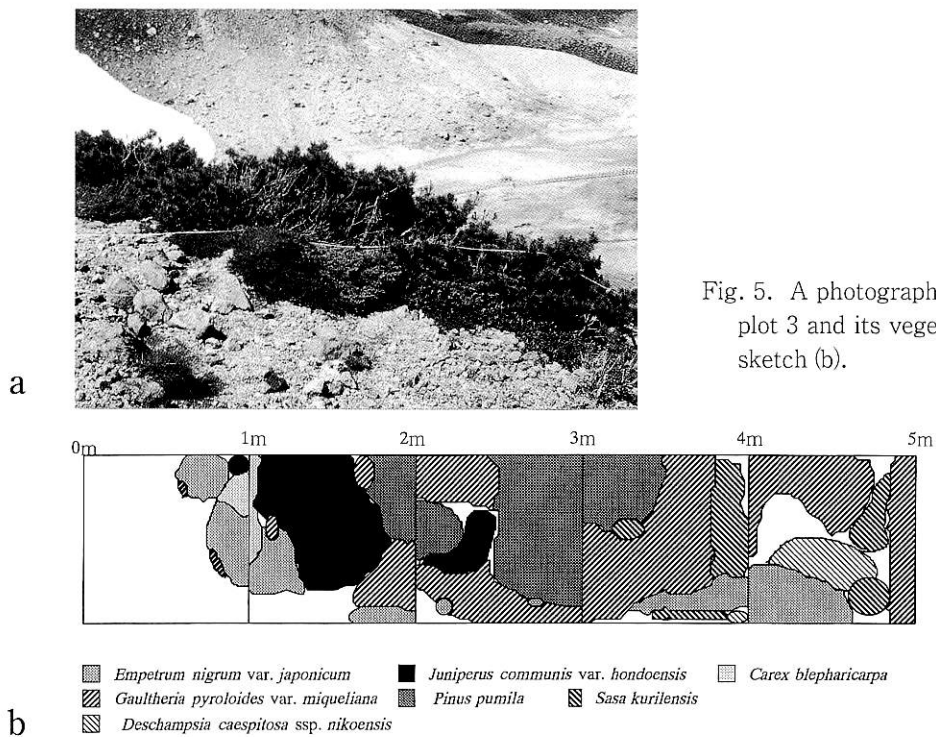 Fig. 5. A photograph
plot 3 and its vege
sketch (b).
a
0m 1m 2m 3m 4m 5m
Empetrum nigrum var. japonicum Juniperus communis var. hondoensis Carex blepharicarpa
Gaultheria pyroloides var. miqueliana Pinus pumila Sasa kurilensis
b Deschampsia caespitosa ssp. nikoensis